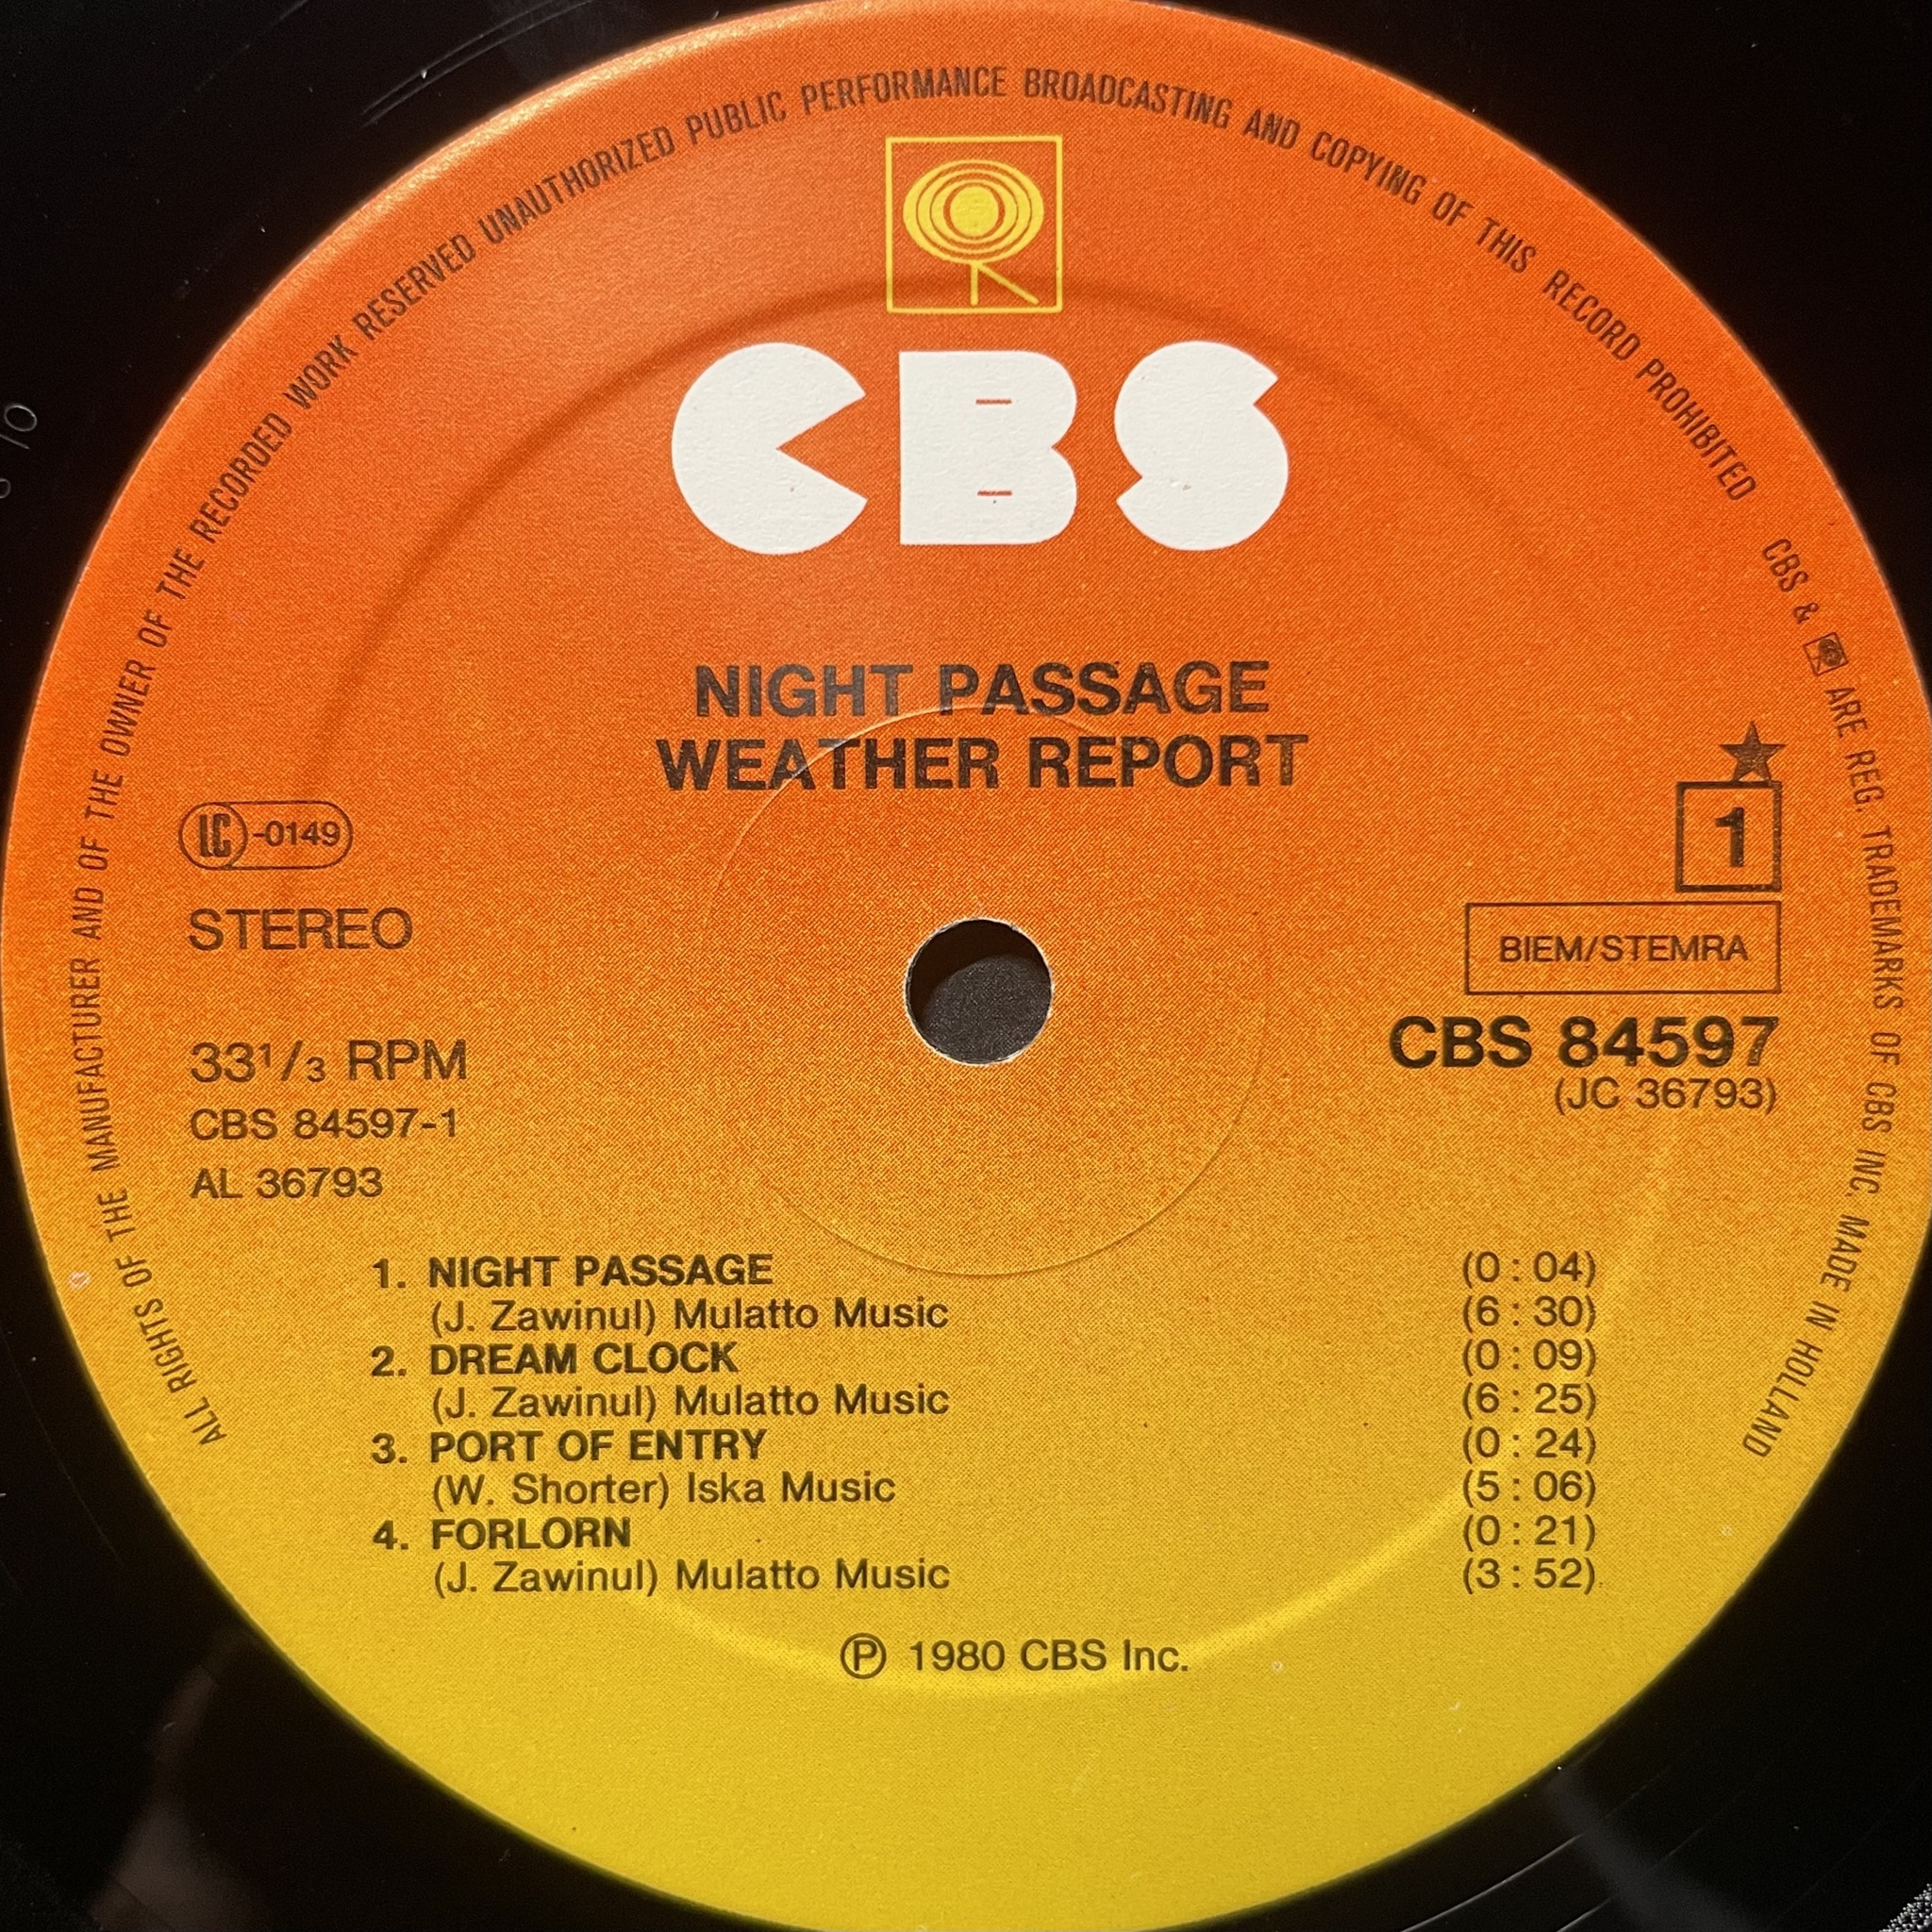 ALL RIGHTS OF THE MANUFACTURER AND OF THE OWNER OF THE RECORDED WORK RESERVED UNAUTHORIZED PUBLIC PERFORMANCE BROADCASTING AND COPYING OF THIS RECORD PROHIBITED CBS & ARE REG. TRADEMARKS OF CBS INC. MADE IN HOLLAND
CBS
NIGHT PASSAGE
WEATHER REPORT
LC-0149
STEREO
33 1/3 RPM
CBS 84597-1
AL 36793
★
1
BIEM/STEMRA
CBS 84597
(JC 36793)
1. NIGHT PASSAGE (0 : 04)
(J. Zawinul) Mulatto Music (6 : 30)
2. DREAM CLOCK (0 : 09)
(J. Zawinul) Mulatto Music (6 : 25)
3. PORT OF ENTRY (0 : 24)
(W. Shorter) Iska Music (5 : 06)
4. FORLORN (0 : 21)
(J. Zawinul) Mulatto Music (3 : 52)
℗ 1980 CBS Inc.